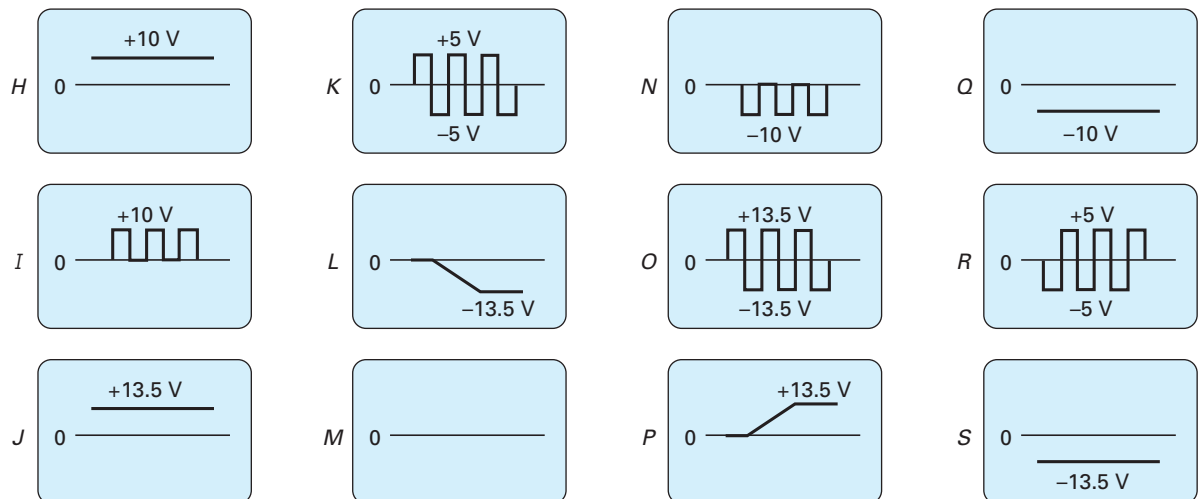 H 0 +10 V
K 0 +5 V –5 V
N 0 –10 V
Q 0 –10 V
I 0 +10 V
L 0 –13.5 V
O 0 +13.5 V –13.5 V
R 0 +5 V –5 V
J 0 +13.5 V
M 0
P 0 +13.5 V
S 0 –13.5 V